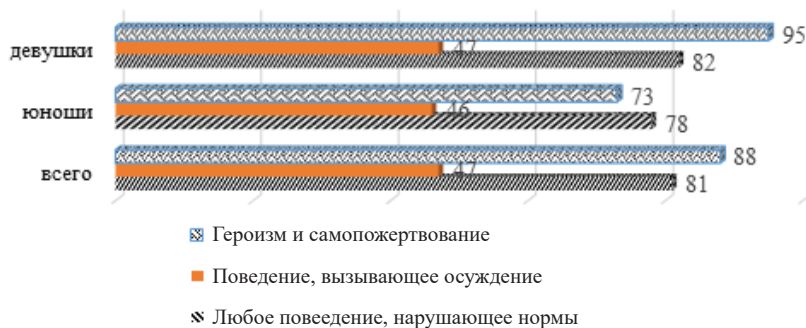 95
47
девушки
82
73
46
юноши
78
88
47
всего
81
Героизм и самопожертвование
Поведение, вызывающее осуждение
Любое повеедение, нарушающее нормы